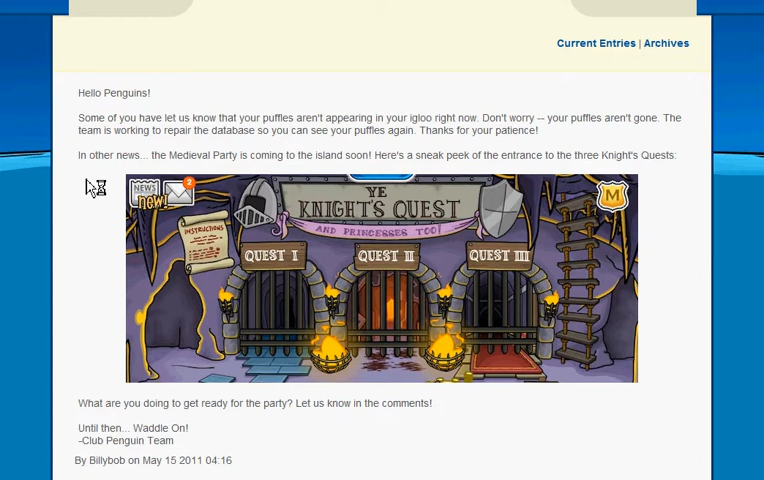 Current Entries | Archives
Hello Penguins!
Some of you have let us know that your puffles aren't appearing in your igloo right now. Don't worry -- your puffles aren't gone. The
team is working to repair the database so you can see your puffles again. Thanks for your patience!
In other news... the Medieval Party is coming to the island soon! Here's a sneak peek of the entrance to the three Knight's Quests:
NEWS
new!
2
YE
KNIGHT'S QUEST
AND PRINCESSES TOO!
M
INSTRUCTIONS
QUEST I
QUEST II
QUEST III
What are you doing to get ready for the party? Let us know in the comments!
Until then... Waddle On!
-Club Penguin Team
By Billybob on May 15 2011 04:16